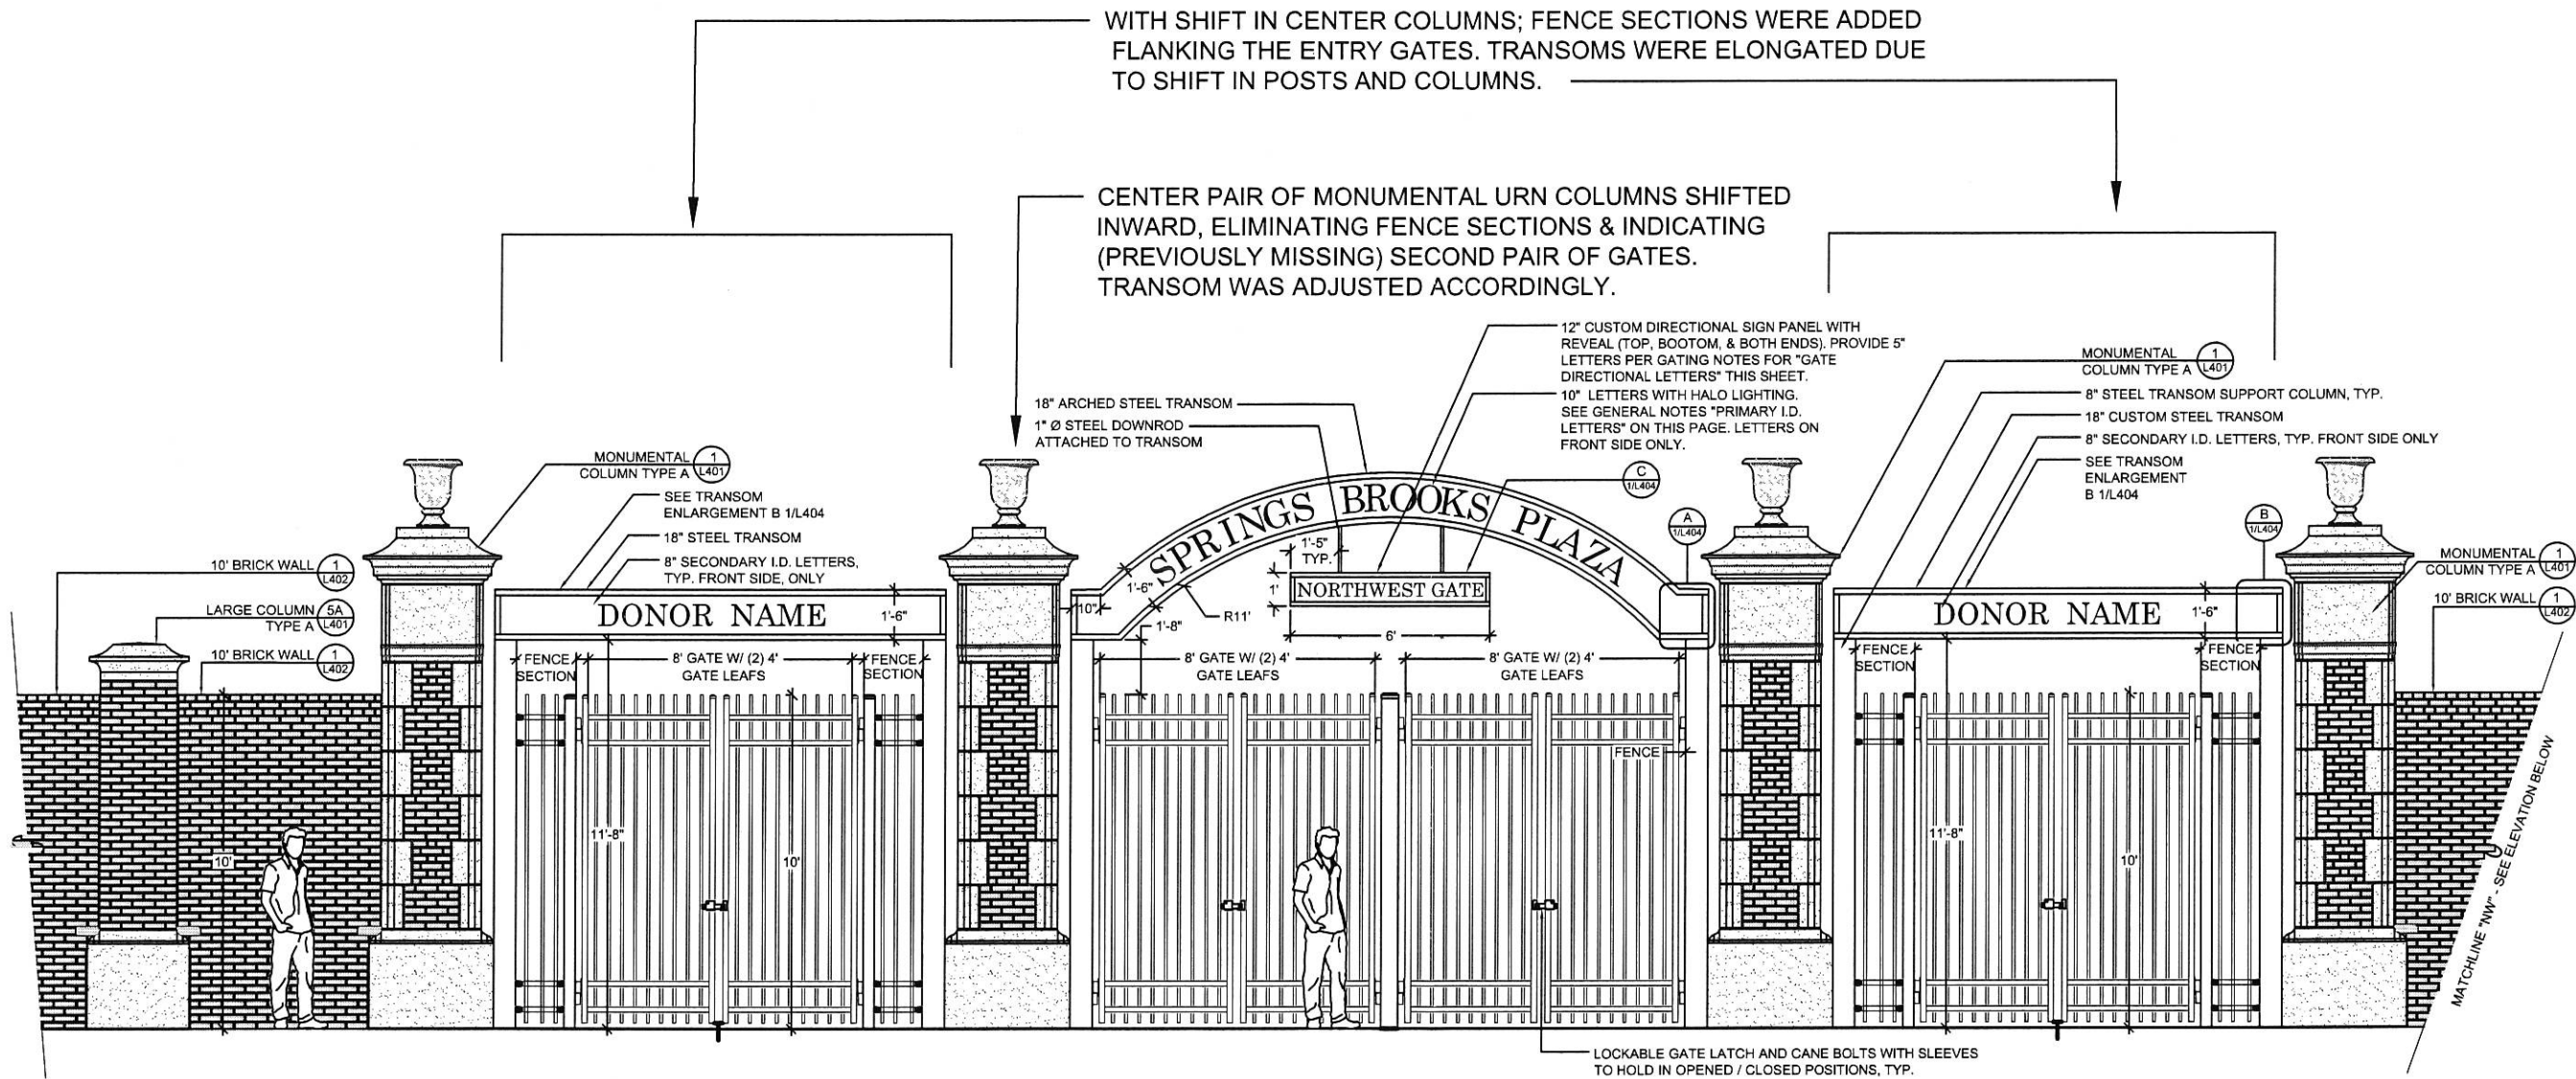 WITH SHIFT IN CENTER COLUMNS; FENCE SECTIONS WERE ADDED
FLANKING THE ENTRY GATES. TRANSOMS WERE ELONGATED DUE
TO SHIFT IN POSTS AND COLUMNS.
CENTER PAIR OF MONUMENTAL URN COLUMNS SHIFTED
INWARD, ELIMINATING FENCE SECTIONS & INDICATING
(PREVIOUSLY MISSING) SECOND PAIR OF GATES.
TRANSOM WAS ADJUSTED ACCORDINGLY.
12" CUSTOM DIRECTIONAL SIGN PANEL WITH
REVEAL (TOP, BOOTOM, & BOTH ENDS). PROVIDE 5"
LETTERS PER GATING NOTES FOR "GATE
DIRECTIONAL LETTERS" THIS SHEET.
10" LETTERS WITH HALO LIGHTING.
SEE GENERAL NOTES "PRIMARY I.D.
LETTERS" ON THIS PAGE. LETTERS ON
FRONT SIDE ONLY.
18" ARCHED STEEL TRANSOM
1" Ø STEEL DOWNROD
ATTACHED TO TRANSOM
MONUMENTAL
COLUMN TYPE A
1
L401
8" STEEL TRANSOM SUPPORT COLUMN, TYP.
18" CUSTOM STEEL TRANSOM
8" SECONDARY I.D. LETTERS, TYP. FRONT SIDE ONLY
SEE TRANSOM
ENLARGEMENT
B 1/L404
MONUMENTAL
COLUMN TYPE A
1
L401
SEE TRANSOM
ENLARGEMENT B 1/L404
18" STEEL TRANSOM
8" SECONDARY I.D. LETTERS,
TYP. FRONT SIDE, ONLY
C
1/L404
A
1/L404
B
1/L404
10' BRICK WALL
1
L402
LARGE COLUMN
TYPE A
5A
L401
10' BRICK WALL
1
L402
MONUMENTAL
COLUMN TYPE A
1
L401
10' BRICK WALL
1
L402
SPRINGS BROOKS PLAZA
NORTHWEST GATE
DONOR NAME
DONOR NAME
1'-6"
10"
1'-6"
1'-8"
R11'
1'-5"
TYP.
1'
6'
1'-6"
FENCE
SECTION
8' GATE W/ (2) 4'
GATE LEAFS
FENCE
SECTION
8' GATE W/ (2) 4'
GATE LEAFS
8' GATE W/ (2) 4'
GATE LEAFS
FENCE
SECTION
FENCE
SECTION
FENCE
10'
11'-8"
10'
11'-8"
10'
MATCHLINE "NW" - SEE ELEVATION BELOW
LOCKABLE GATE LATCH AND CANE BOLTS WITH SLEEVES
TO HOLD IN OPENED / CLOSED POSITIONS, TYP.